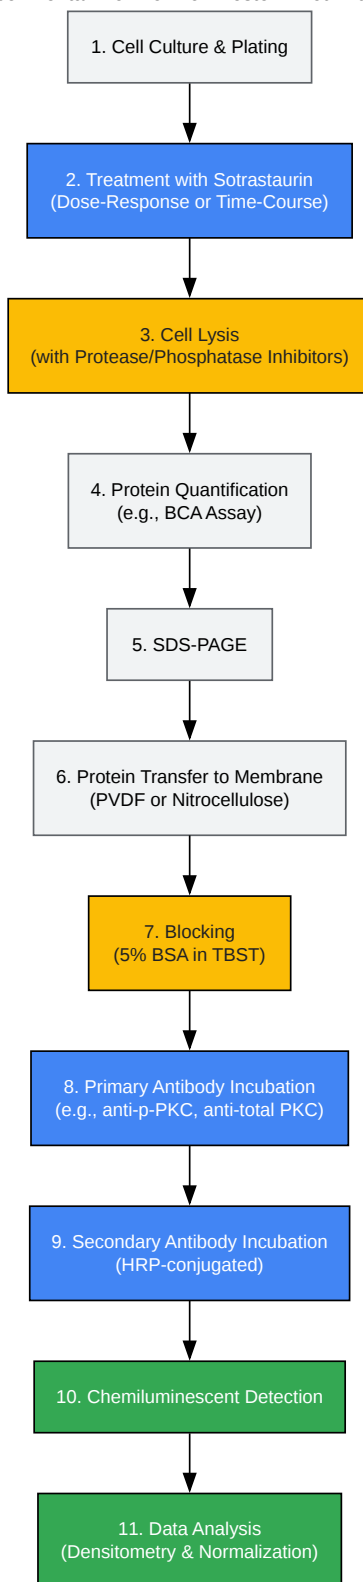 1. Cell Culture & Plating
2. Treatment with Sotrastaurin
(Dose-Response or Time-Course)
3. Cell Lysis
(with Protease/Phosphatase Inhibitors)
4. Protein Quantification
(e.g., BCA Assay)
5. SDS-PAGE
6. Protein Transfer to Membrane
(PVDF or Nitrocellulose)
7. Blocking
(5% BSA in TBST)
8. Primary Antibody Incubation
(e.g., anti-p-PKC, anti-total PKC)
9. Secondary Antibody Incubation
(HRP-conjugated)
10. Chemiluminescent Detection
11. Data Analysis
(Densitometry & Normalization)